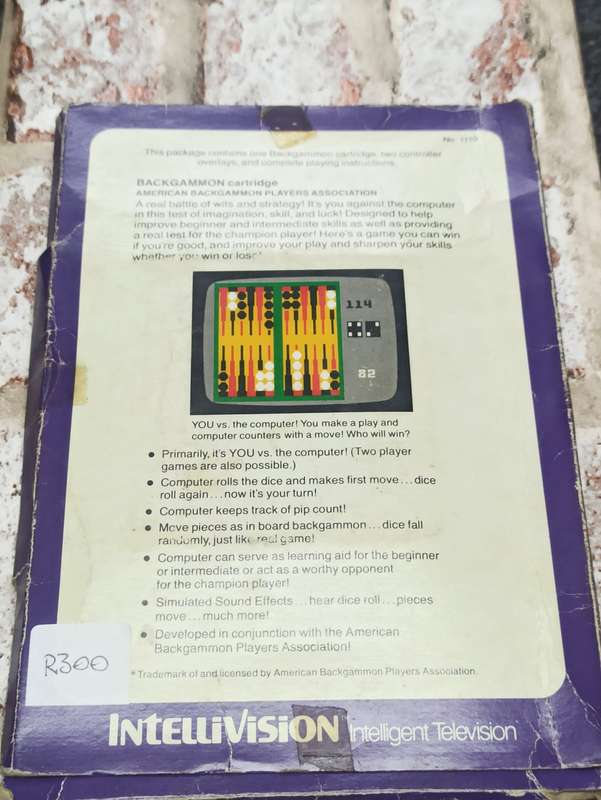 This package contains one Backgammon cartridge, two controller
overlays, and complete playing instructions.
BACKGAMMON cartridge
AMERICAN BACKGAMMON PLAYERS ASSOCIATION
A real battle of wits and strategy! It's you against the computer
in this test of imagination, skill, and luck! Designed to help
improve beginner and intermediate skills as well as providing
a real test for the champion player! Here's a game you can win
if you're good, and improve your play and sharpen your skills
whether you win or lose!
114
82
YOU vs. the computer! You make a play and
computer counters with a move! Who will win?
• Primarily, it's YOU vs. the computer! (Two player
games are also possible.)
• Computer rolls the dice and makes first move...dice
roll again...now it's your turn!
• Computer keeps track of pip count!
• Move pieces as in board backgammon...dice fall
randomly, just like real game!
• Computer can serve as learning aid for the beginner
or intermediate or act as a worthy opponent
for the champion player!
• Simulated Sound Effects...hear dice roll...pieces
move...much more!
• Developed in conjunction with the American
Backgammon Players Association!
R300
* Trademark of and licensed by American Backgammon Players Association.
INTELLIVISION Intelligent Television